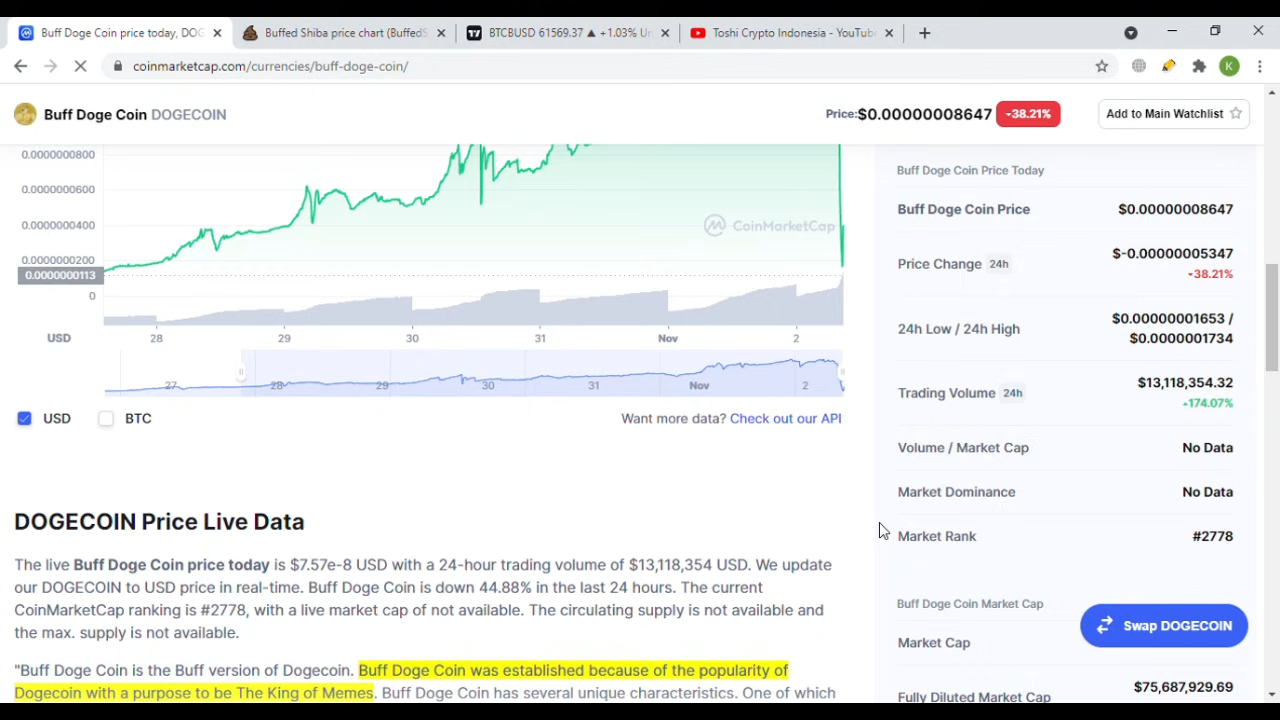 Buff Doge Coin price today, DOG
Buffed Shiba price chart (BuffedS
BTCBUSD 61569.37 ▲ +1.03% Un
Toshi Crypto Indonesia - YouTube
coinmarketcap.com/currencies/buff-doge-coin/
K
Buff Doge Coin DOGECOIN
Price:$0.00000008647
-38.21%
Add to Main Watchlist
0.0000000800
0.0000000600
0.0000000400
0.0000000200
0.0000000113
0
CoinMarketCap
USD
28
29
30
31
Nov
2
27
28
29
30
31
Nov
2
USD
BTC
Want more data? Check out our API
DOGECOIN Price Live Data
The live Buff Doge Coin price today is $7.57e-8 USD with a 24-hour trading volume of $13,118,354 USD. We update
our DOGECOIN to USD price in real-time. Buff Doge Coin is down 44.88% in the last 24 hours. The current
CoinMarketCap ranking is #2778, with a live market cap of not available. The circulating supply is not available and
the max. supply is not available.
"Buff Doge Coin is the Buff version of Dogecoin. Buff Doge Coin was established because of the popularity of
Dogecoin with a purpose to be The King of Memes. Buff Doge Coin has several unique characteristics. One of which
Buff Doge Coin Price Today
Buff Doge Coin Price $0.00000008647
Price Change 24h $-0.00000005347
-38.21%
24h Low / 24h High $0.00000001653 /
$0.0000001734
Trading Volume 24h $13,118,354.32
174.07%
Volume / Market Cap No Data
Market Dominance No Data
Market Rank #2778
Buff Doge Coin Market Cap
Swap DOGECOIN
Market Cap
Fully Diluted Market Cap $75,687,929.69